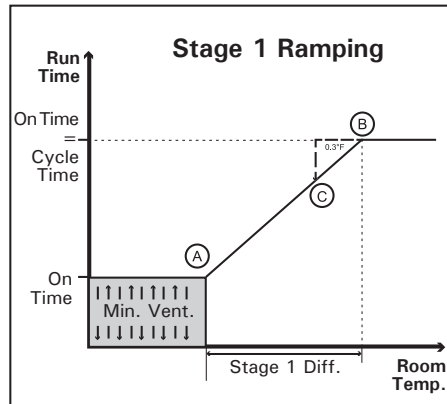 Stage 1 Ramping
Run
Time
On Time
=
Cycle
Time
B
0.3°F
C
A
On
Time
Min. Vent.
Stage 1 Diff.
Room
Temp.